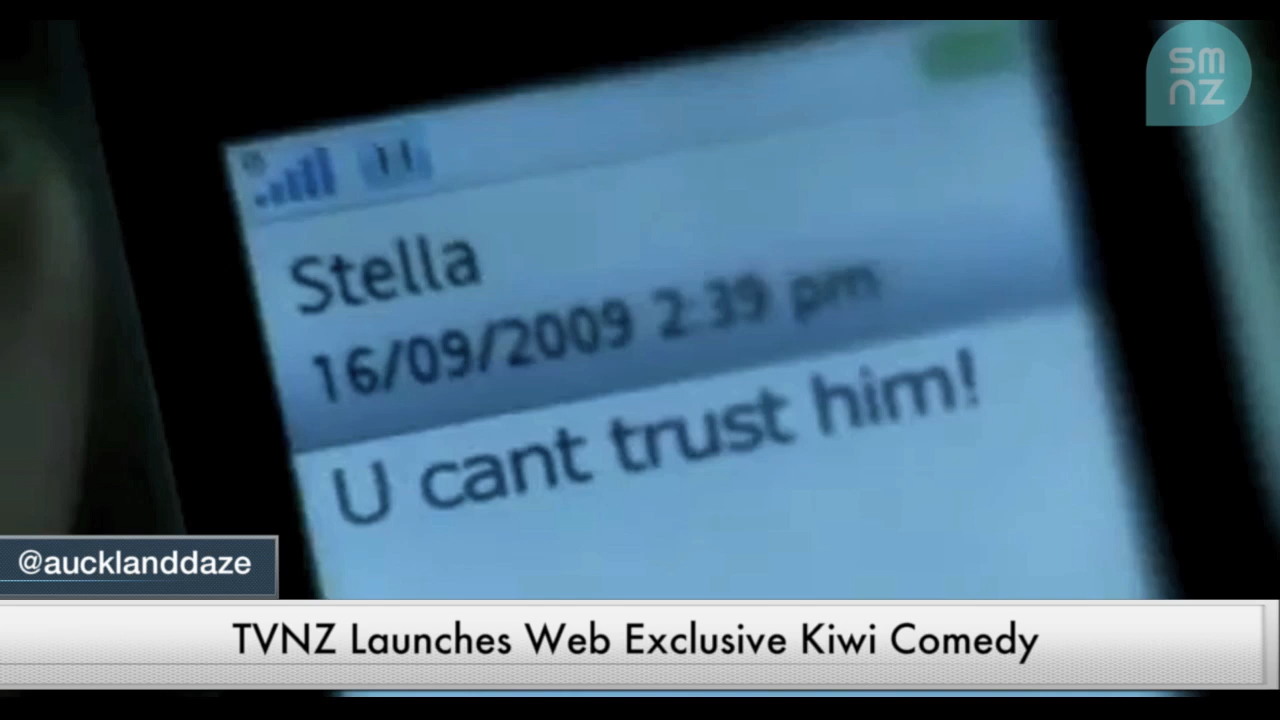 SM
NZ
Stella
16/09/2009 2:39 pm
U cant trust him!
@aucklanddaze
TVNZ Launches Web Exclusive Kiwi Comedy